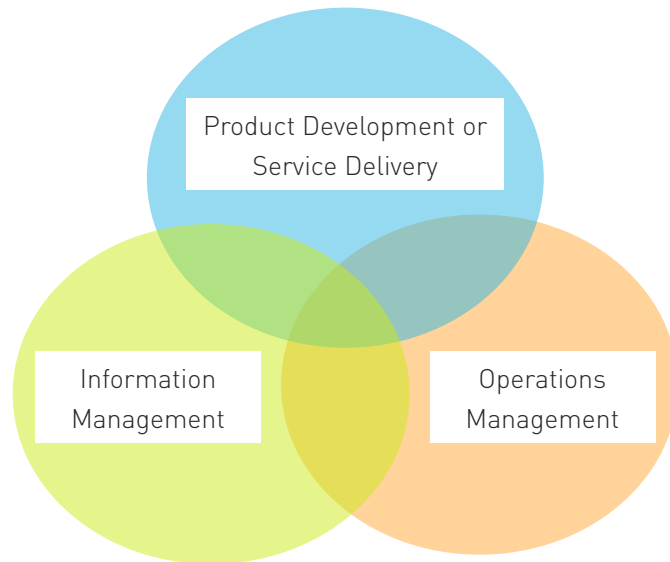 Product Development or
Service Delivery
Information
Management
Operations
Management